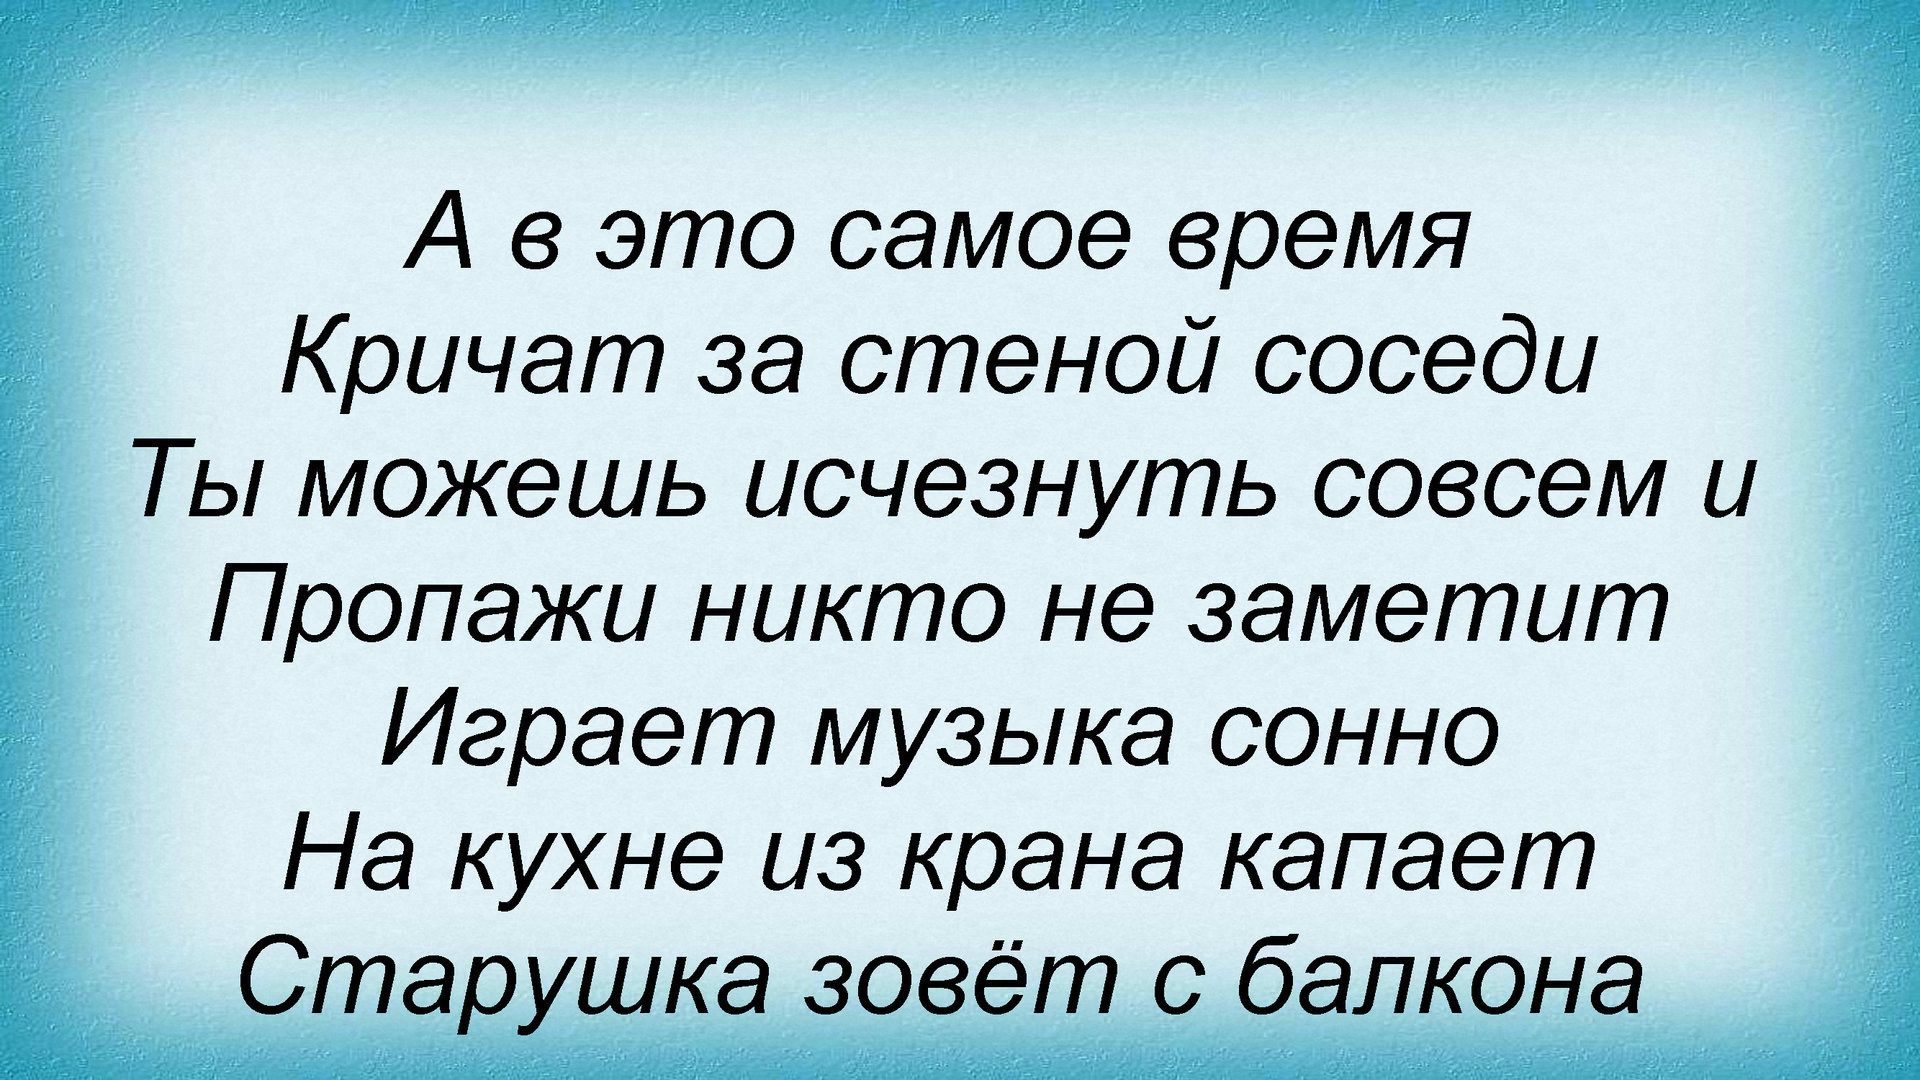 А в это самое время
Кричат за стеной соседи
Ты можешь исчезнуть совсем и
Пропажи никто не заметит
Играет музыка сонно
На кухне из крана капает
Старушка зовёт с балкона